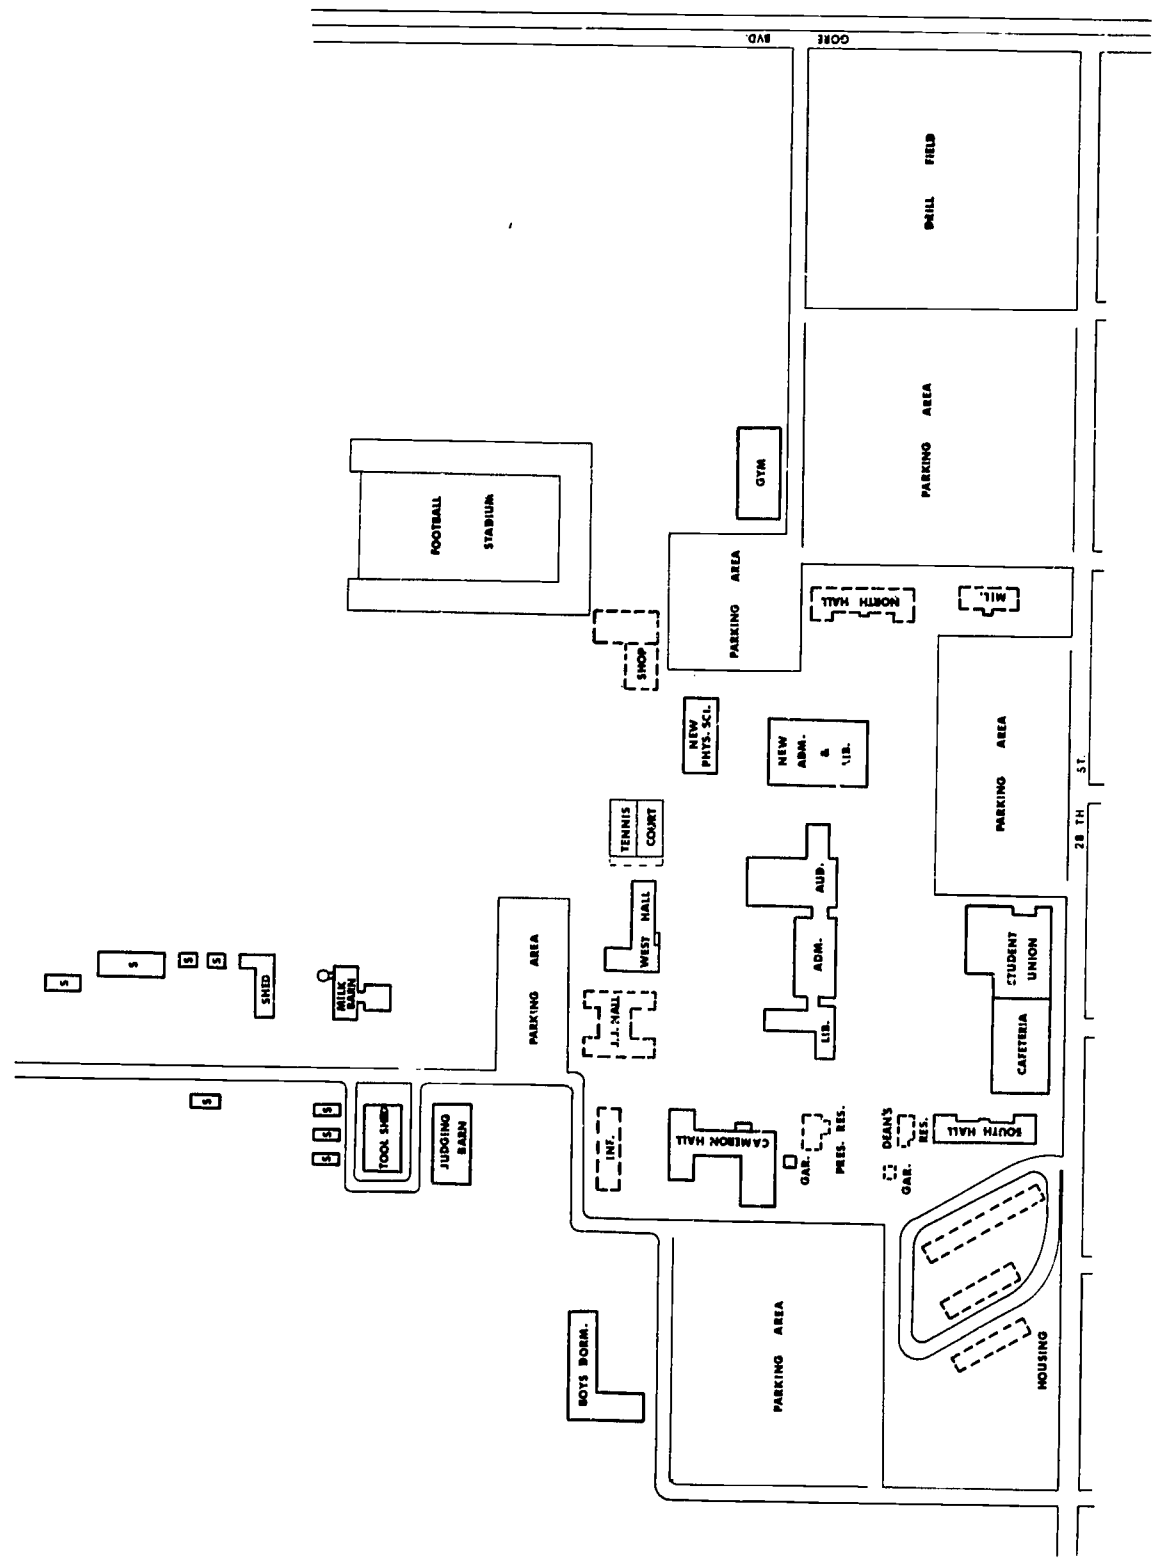 GORE
BVD.
DRILL FIELD
PARKING AREA
GYM
FOOTBALL
STADIUM
PARKING AREA
NORTH HALL
MIL.
SHOP
NEW
PHYS. SCI.
NEW
ADM.
&
LIB.
PARKING AREA
28 TH ST.
TENNIS
COURT
AUD.
WEST HALL
ADM.
STUDENT
UNION
PARKING AREA
S
S
S
S
SHED
MILK
BARN
J.J. HALL
LIB.
CAFETERIA
S
S
S
S
TOOL SHED
JUDGING
BARN
INF.
CAMERON HALL
GAR.
PRES. RES.
DEAN'S
RES.
GAR.
SOUTH HALL
BOYS DORM.
PARKING AREA
HOUSING